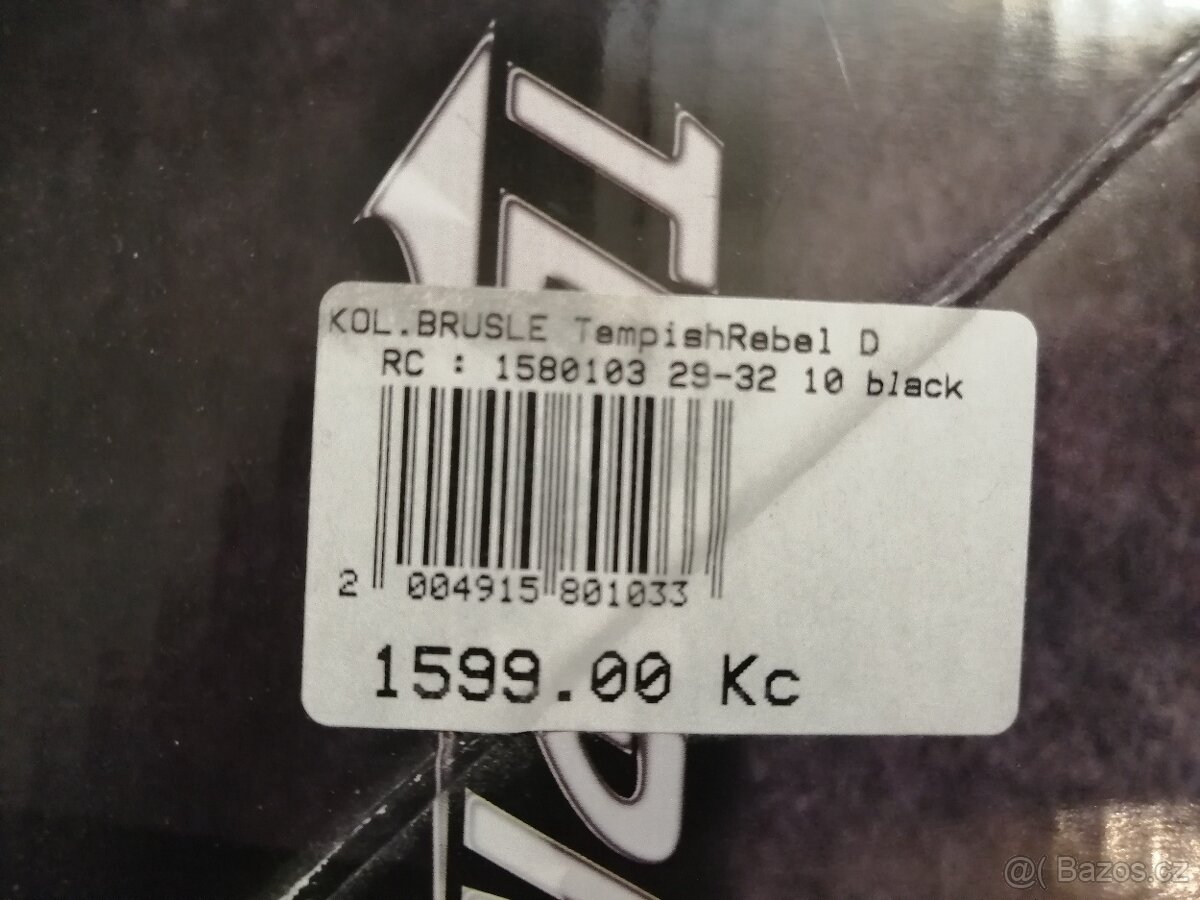 KOL.BRUSLE TempishRebel D
RC : 1580103 29-32 10 black
2 004915 801033
1599.00 Kc
@( Bazos.cz